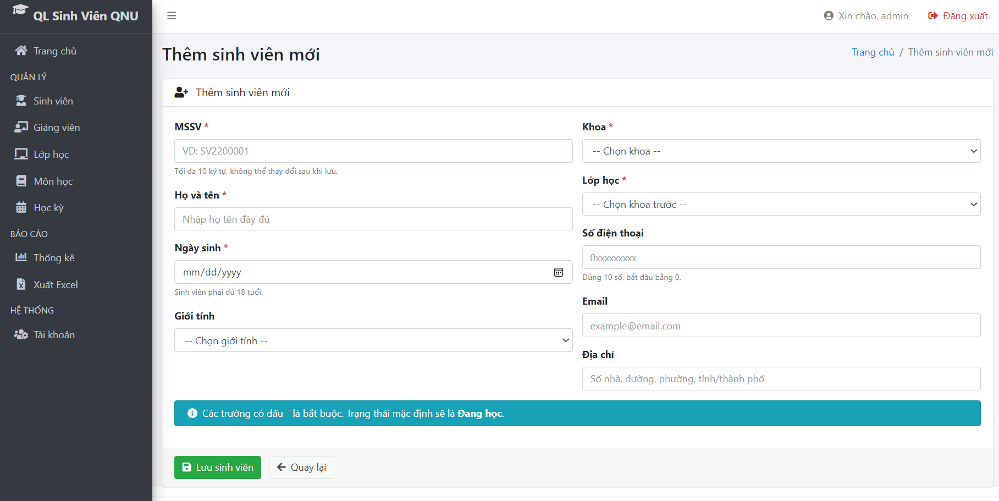 QL Sinh Viên QNU
Trang chủ
QUẢN LÝ
Sinh viên
Giảng viên
Lớp học
Môn học
Học kỳ
BÁO CÁO
Thống kê
Xuất Excel
HỆ THỐNG
Tài khoản
Xin chào, admin
Đăng xuất
Thêm sinh viên mới
Trang chủ / Thêm sinh viên mới
Thêm sinh viên mới
MSSV *
VD: SV2200001
Tối đa 10 ký tự, không thể thay đổi sau khi lưu.
Họ và tên *
Nhập họ tên đầy đủ
Ngày sinh *
mm/dd/yyyy
Sinh viên phải đủ 18 tuổi.
Giới tính
-- Chọn giới tính --
Khoa *
-- Chọn khoa --
Lớp học *
-- Chọn khoa trước --
Số điện thoại
0xxxxxxxxx
Đúng 10 số, bắt đầu bằng 0.
Email
example@email.com
Địa chỉ
Số nhà, đường, phường, tỉnh/thành phố
Các trường có dấu * là bắt buộc. Trạng thái mặc định sẽ là Đang học.
Lưu sinh viên
Quay lại